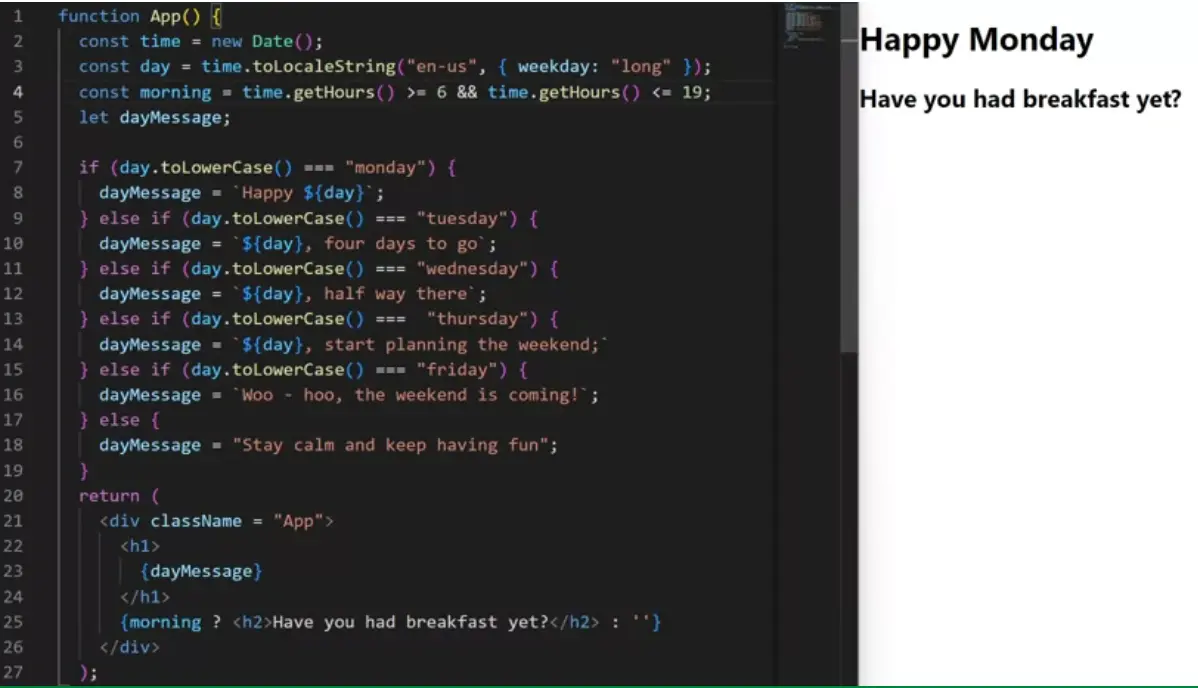 1 function App() {
2 const time = new Date();
3 const day = time.toLocaleString("en-us", { weekday: "long" });
4 const morning = time.getHours() >= 6 && time.getHours() <= 19;
5 let dayMessage;
6
7 if (day.toLowerCase() === "monday") {
8 dayMessage = `Happy ${day}`;
9 } else if (day.toLowerCase() === "tuesday") {
10 dayMessage = `${day}, four days to go`;
11 } else if (day.toLowerCase() === "wednesday") {
12 dayMessage = `${day}, half way there`;
13 } else if (day.toLowerCase() ===  "thursday") {
14 dayMessage = `${day}, start planning the weekend;`
15 } else if (day.toLowerCase() === "friday") {
16 dayMessage = `Woo - hoo, the weekend is coming!`;
17 } else {
18 dayMessage = "Stay calm and keep having fun";
19 }
20 return (
21 <div className = "App">
22 <h1>
23 {dayMessage}
24 </h1>
25 {morning ? <h2>Have you had breakfast yet?</h2> : ''}
26 </div>
27 );
Happy Monday
Have you had breakfast yet?